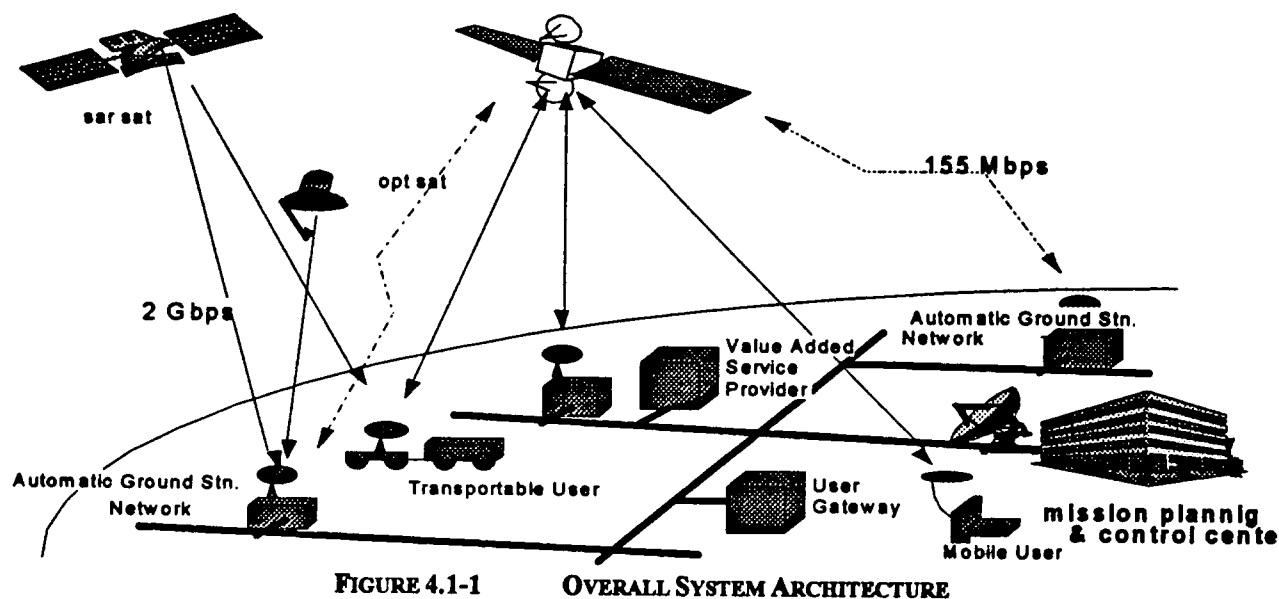 sar sat
opt sat
155 Mbps
2 Gbps
Automatic Ground Stn.
Network
Value Added
Service
Provider
Automatic Ground Stn.
Network
Transportable User
User
Gateway
mission plannig
& control cente
Mobile User
FIGURE 4.1-1 OVERALL SYSTEM ARCHITECTURE